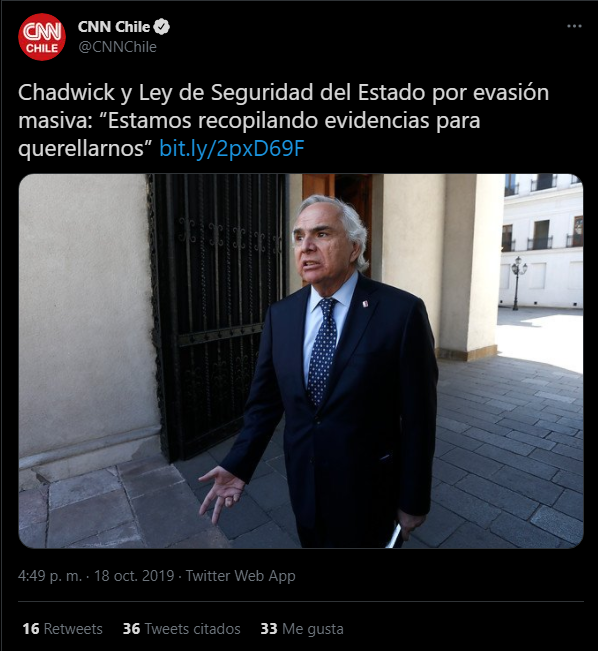 CNN
CHILE
CNN Chile
@CNNChile
Chadwick y Ley de Seguridad del Estado por evasión
masiva: “Estamos recopilando evidencias para
querellarnos” bit.ly/2pxD69F
4:49 p. m. · 18 oct. 2019 · Twitter Web App
16 Retweets 36 Tweets citados 33 Me gusta